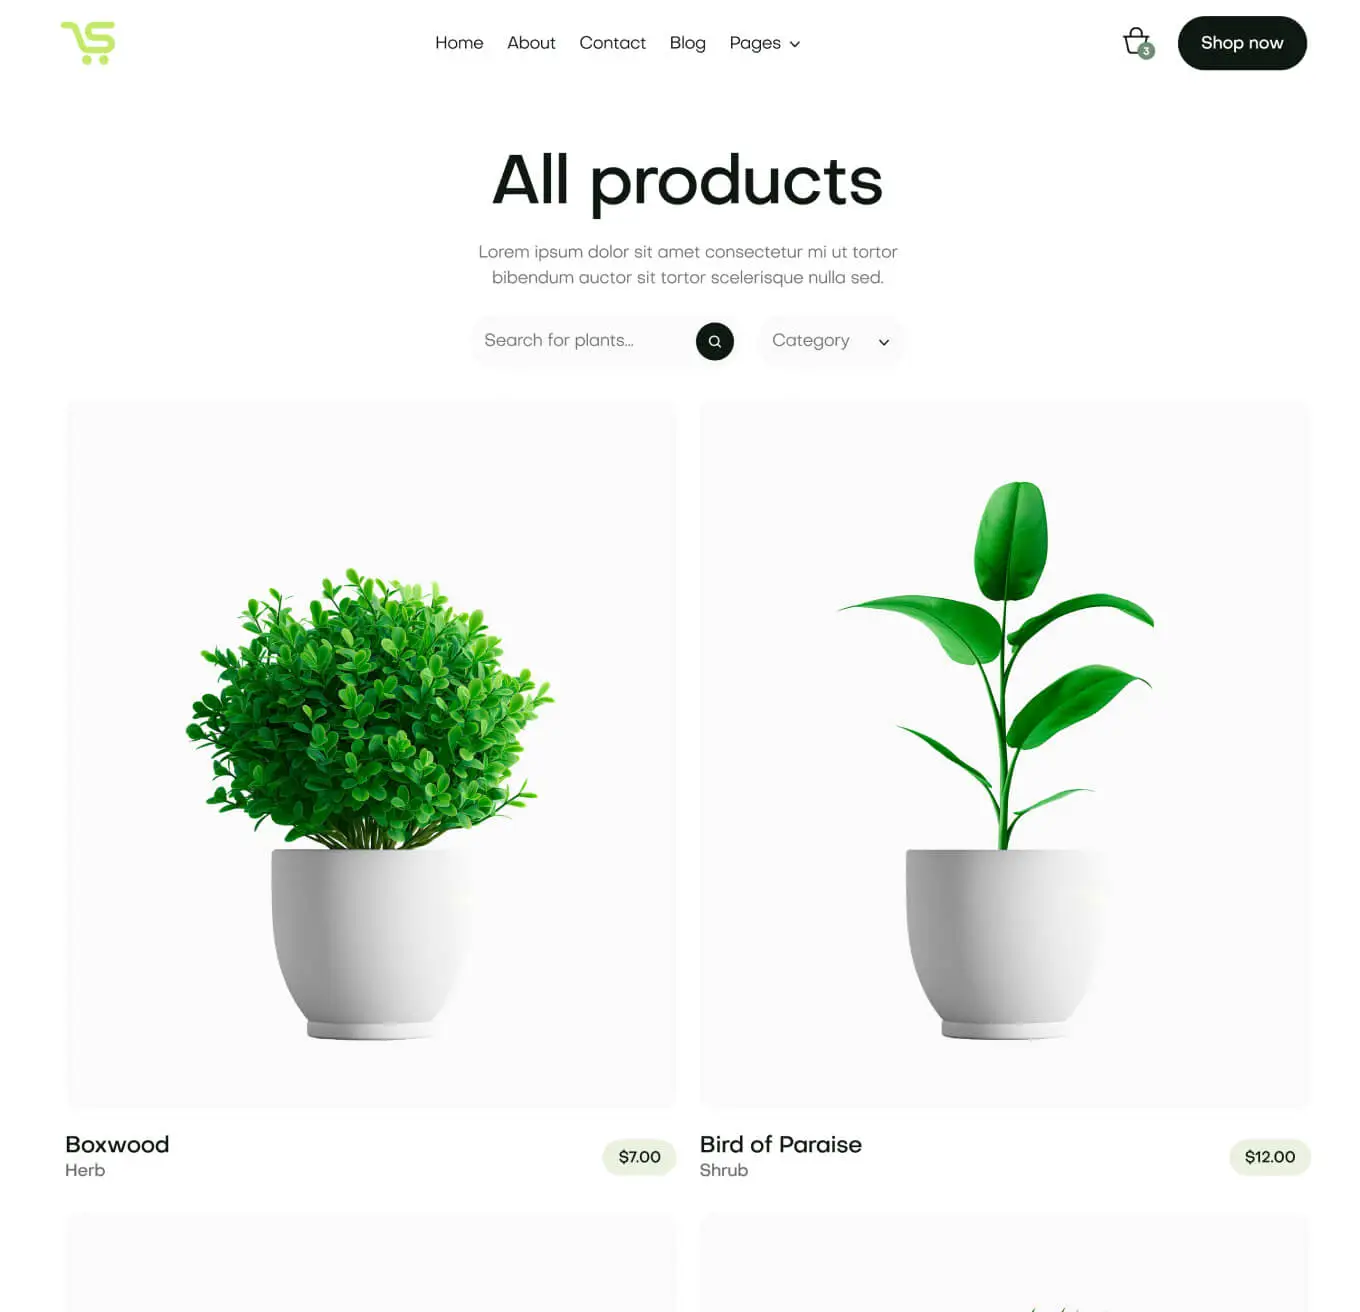 Home About Contact Blog Pages 3 Shop now
All products
Lorem ipsum dolor sit amet consectetur mi ut tortor
bibendum auctor sit tortor scelerisque nulla sed.
Search for plants... Category
Boxwood
Herb
$7.00
Bird of Paraise
Shrub
$12.00